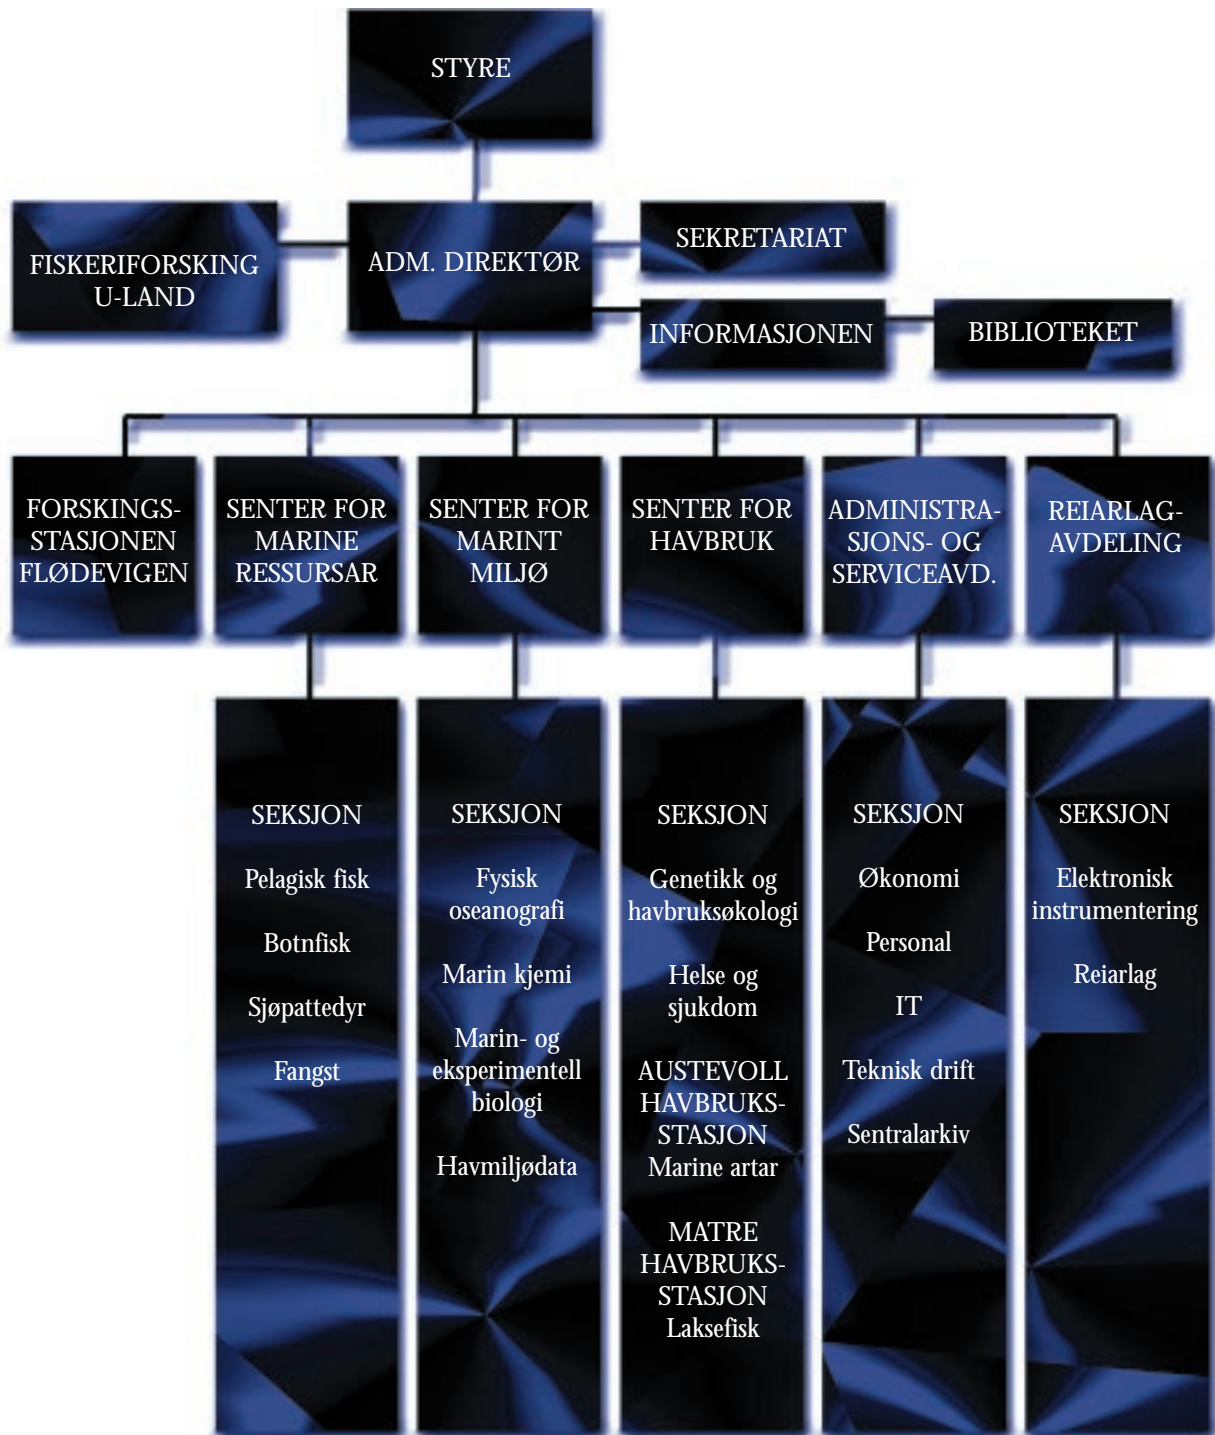 STYRE
FISKERIFORSKING
U-LAND
ADM. DIREKTØR
SEKRETARIAT
INFORMASJONEN
BIBLIOTEKET
FORSKINGS-
STASJONEN
FLØDEVIGEN
SENTER FOR
MARINE
RESSURSAR
SENTER FOR
MARINT
MILJØ
SENTER FOR
HAVBRUK
ADMINISTRA-
SJONS- OG
SERVICEAVD.
REIARLAG-
AVDELING
SEKSJON
Pelagisk fisk
Botnfisk
Sjøpattedyr
Fangst
SEKSJON
Fysisk
oseanografi
Marin kjemi
Marin- og
eksperimentell
biologi
Havmiljødata
SEKSJON
Genetikk og
havbruksøkologi
Helse og
sjukdom
AUSTEVOLL
HAVBRUKS-
STASJON
Marine artar
MATRE
HAVBRUKS-
STASJON
Laksefisk
SEKSJON
Økonomi
Personal
IT
Teknisk drift
Sentralarkiv
SEKSJON
Elektronisk
instrumentering
Reiarlag